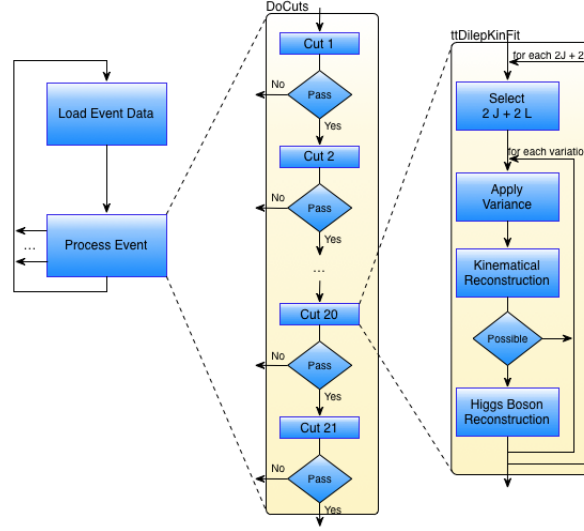 Load Event Data
Process Event
...
DoCuts
Cut 1
No
Pass
Yes
Cut 2
No
Pass
Yes
...
Cut 20
No
Pass
Yes
Cut 21
No
Pass
Yes
ttDilepKinFit
for each 2J + 2
Select
2 J + 2 L
for each variatio
Apply
Variance
Kinematical
Reconstruction
Possible
Higgs Boson
Reconstruction